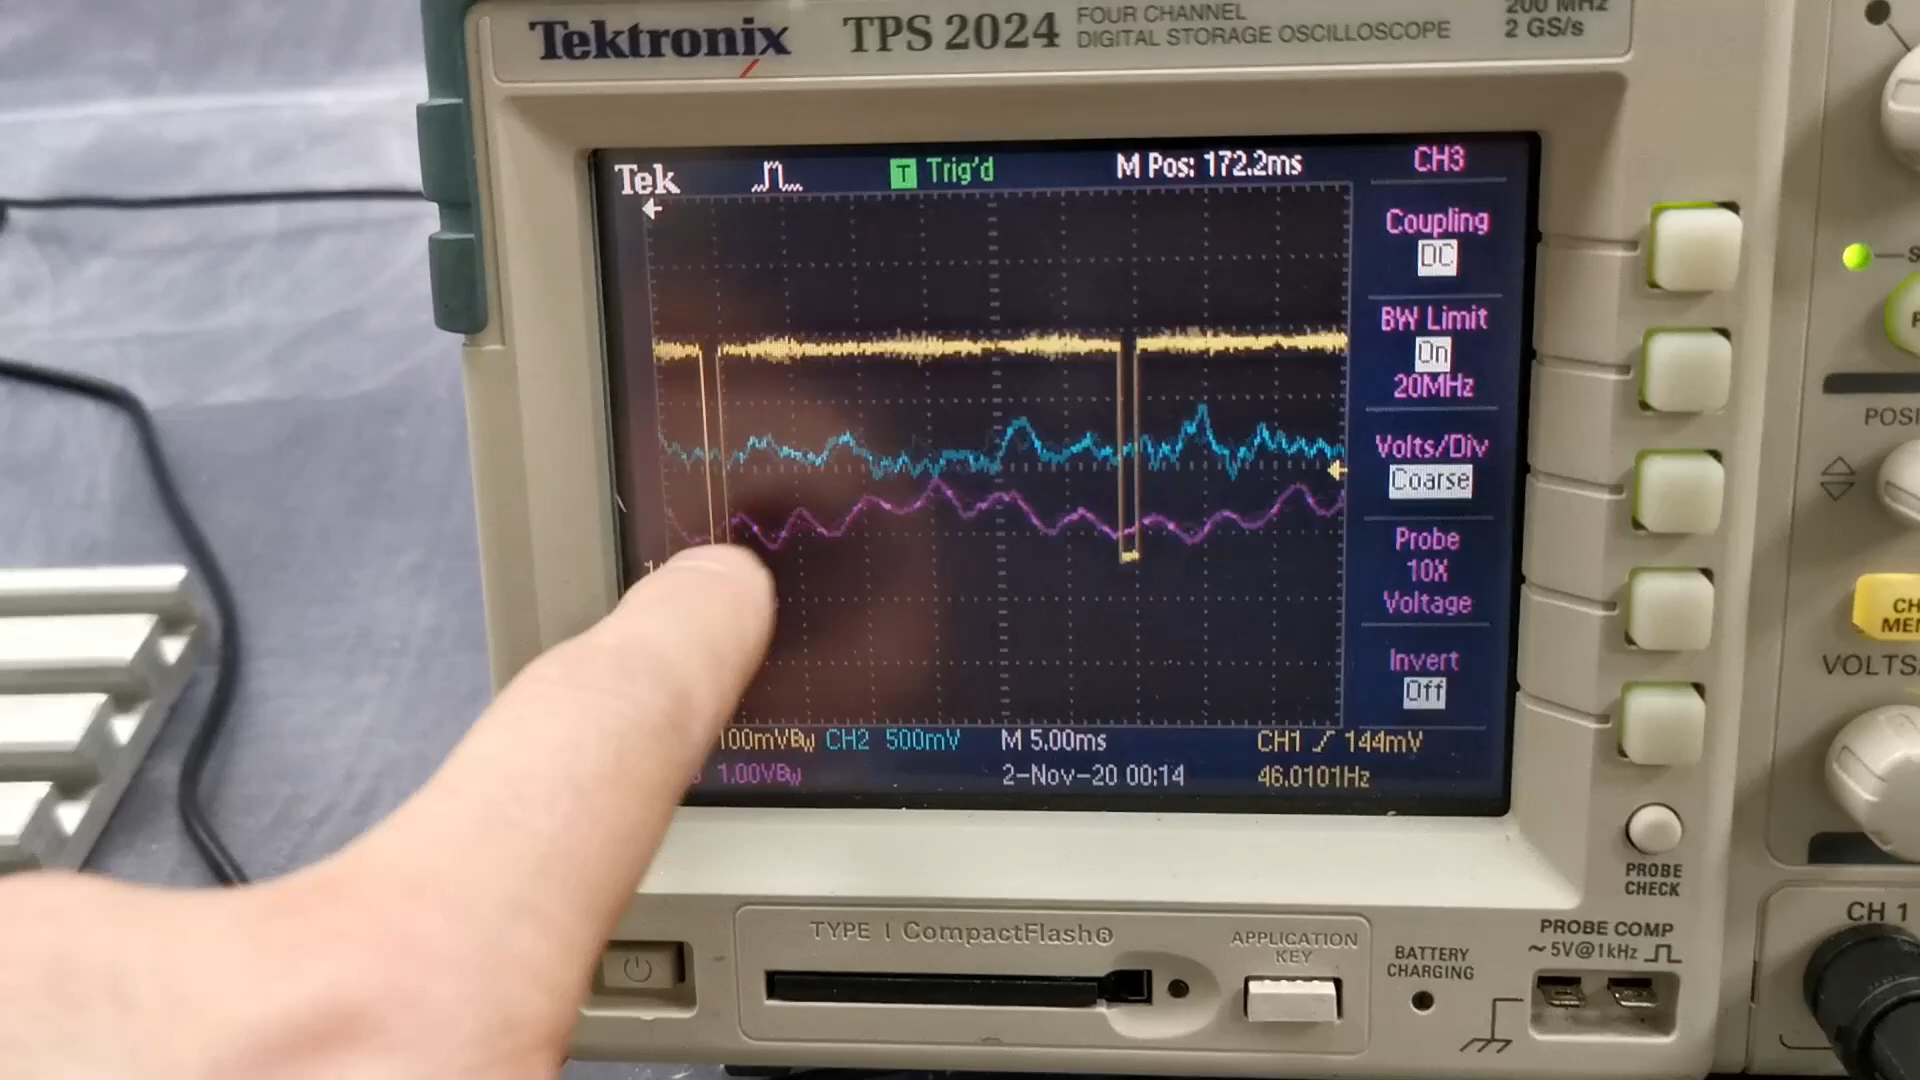 Tektronix TPS 2024 FOUR CHANNEL
DIGITAL STORAGE OSCILLOSCOPE
200 MHz
2 GS/s
Tek T Trig'd M Pos: 172.2ms CH3
Coupling
DC
BW Limit
On
20MHz
Volts/Div
Coarse
Probe
10X
Voltage
Invert
Off
100mVBW CH2 500mV M 5.00ms CH1 144mV
1.00VBW 2-Nov-20 00:14 46.0101Hz
PROBE
CHECK
TYPE I CompactFlash®
APPLICATION
KEY
BATTERY
CHARGING
PROBE COMP
~5V@1kHz
CH 1